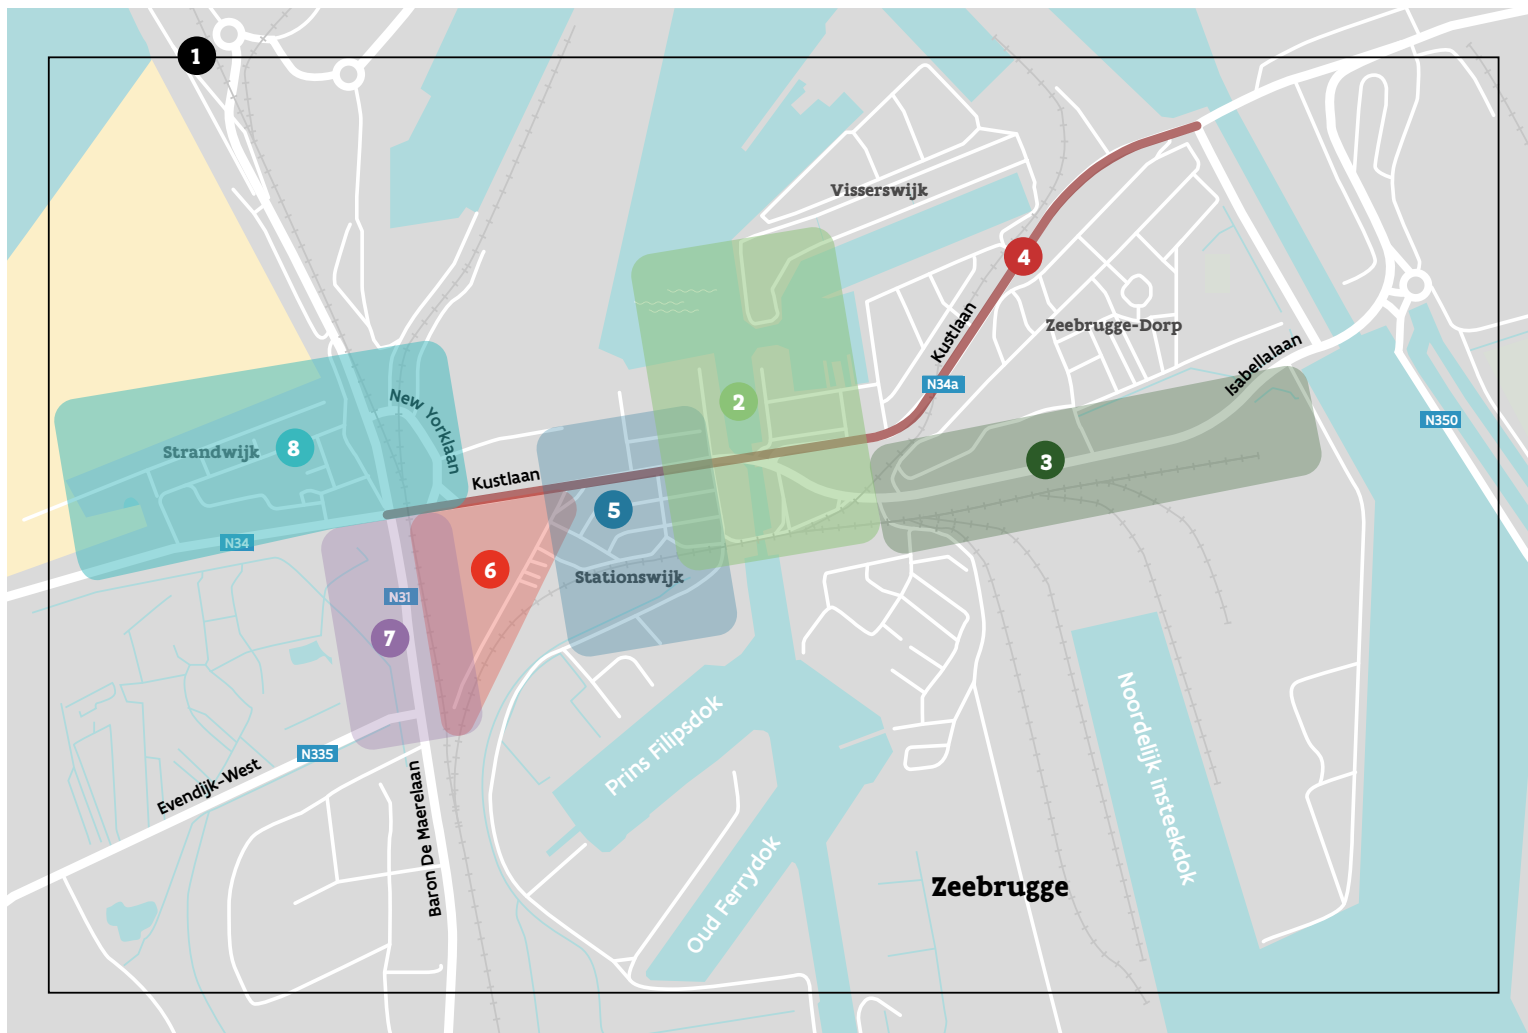 1
Visserswijk
4
Kustlaan
Zeebrugge-Dorp
Isabellalaan
N34a
N350
2
New Yorklaan
8
Strandwijk
3
Kustlaan
5
N34
6
Stationswijk
N31
7
Noordelijk insteekdok
Prins Filipsdok
N335
Evendijk-West
Baron De Maerelaan
Oud Ferrydok
Zeebrugge